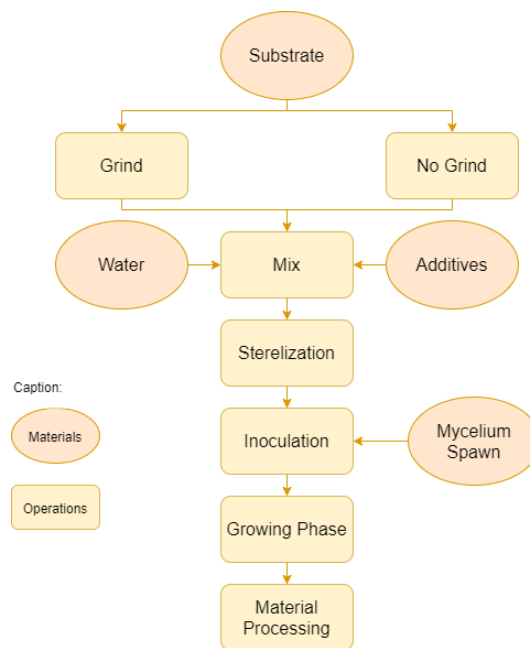 Substrate
Grind
No Grind
Water
Mix
Additives
Sterelization
Caption:
Materials
Inoculation
Mycelium
Spawn
Operations
Growing Phase
Material
Processing